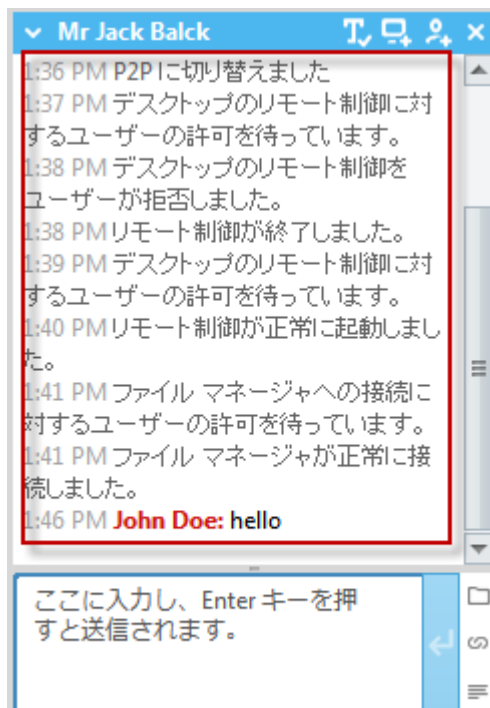 Mr Jack Balck
1:36 PM P2P に切り替えました
1:37 PM デスクトップのリモート制御に対
するユーザーの許可を待っています。
1:38 PM デスクトップのリモート制御を
ユーザーが拒否しました。
1:38 PM リモート制御が終了しました。
1:39 PM デスクトップのリモート制御に対
するユーザーの許可を待っています。
1:40 PM リモート制御が正常に起動しまし
た。
1:41 PM ファイル マネージャへの接続に
対するユーザーの許可を待っています。
1:41 PM ファイル マネージャが正常に接
続しました。
1:46 PM John Doe: hello
ここに入力し、Enter キーを押
すと送信されます。